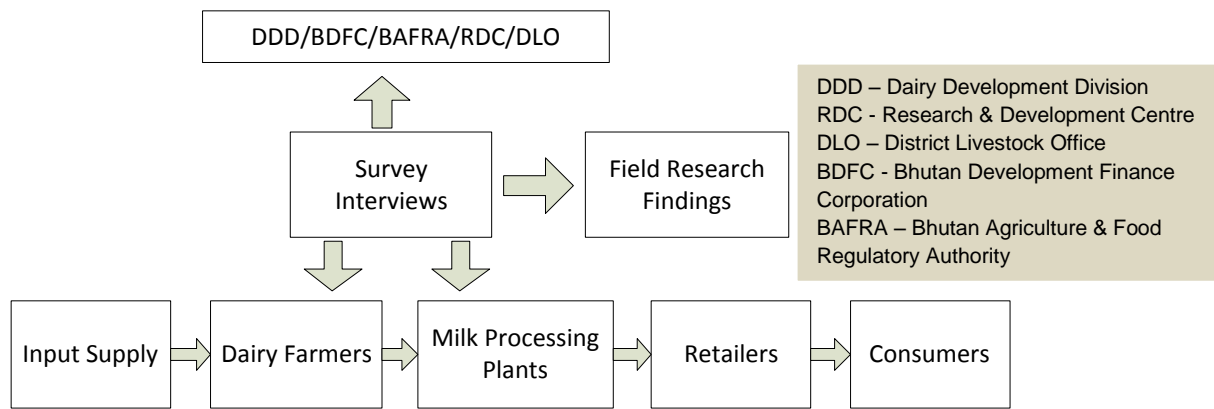 DDD/BDFC/BAFRA/RDC/DLO
DDD – Dairy Development Division
RDC - Research & Development Centre
DLO – District Livestock Office
BDFC - Bhutan Development Finance
Corporation
BAFRA – Bhutan Agriculture & Food
Regulatory Authority
Survey
Interviews
Field Research
Findings
Input Supply
Dairy Farmers
Milk Processing
Plants
Retailers
Consumers